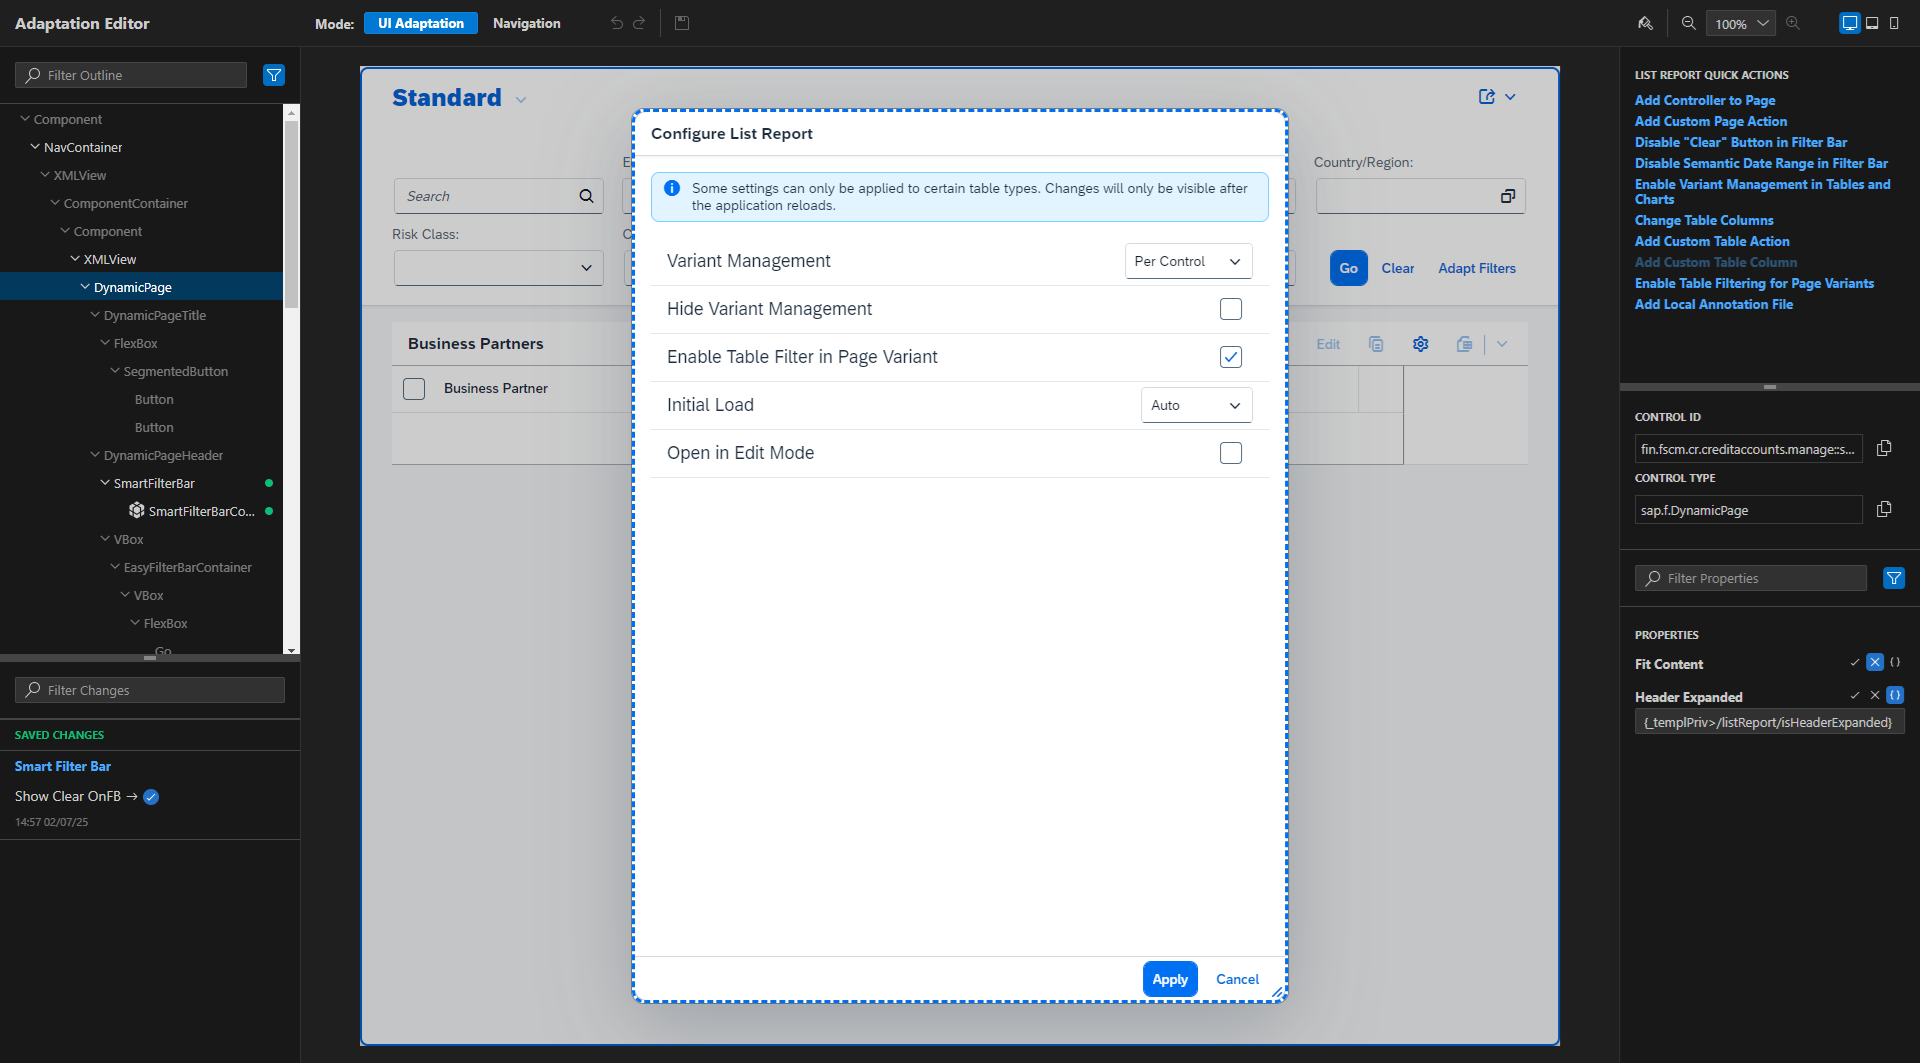 Adaptation Editor
Mode:
UI Adaptation
Navigation
100%
Filter Outline
Component
NavContainer
XMLView
ComponentContainer
Component
XMLView
DynamicPage
DynamicPageTitle
FlexBox
SegmentedButton
Button
Button
DynamicPageHeader
SmartFilterBar
SmartFilterBarCo...
VBox
EasyFilterBarContainer
VBox
FlexBox
Go
Filter Changes
SAVED CHANGES
Smart Filter Bar
Show Clear OnFB →
14:57 02/07/25
Standard
Search
Country/Region:
Risk Class:
Go
Clear
Adapt Filters
Business Partners
Edit
Business Partner
Configure List Report
Some settings can only be applied to certain table types. Changes will only be visible after
the application reloads.
Variant Management
Per Control
Hide Variant Management
Enable Table Filter in Page Variant
Initial Load
Auto
Open in Edit Mode
Apply
Cancel
LIST REPORT QUICK ACTIONS
Add Controller to Page
Add Custom Page Action
Disable "Clear" Button in Filter Bar
Disable Semantic Date Range in Filter Bar
Enable Variant Management in Tables and
Charts
Change Table Columns
Add Custom Table Action
Add Custom Table Column
Enable Table Filtering for Page Variants
Add Local Annotation File
CONTROL ID
fin.fscm.cr.creditaccounts.manage::s...
CONTROL TYPE
sap.f.DynamicPage
Filter Properties
PROPERTIES
Fit Content
Header Expanded
{_templPriv>/listReport/isHeaderExpanded}